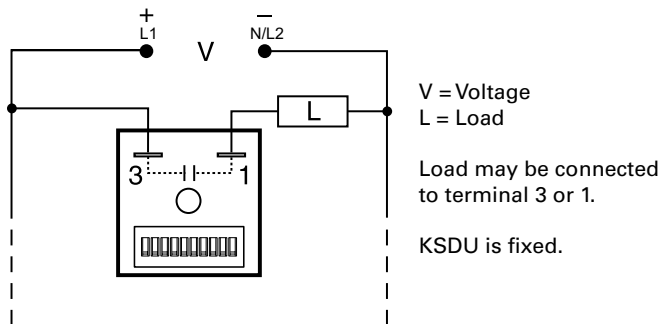 + −
L1 V N/L2
L
3 1
V = Voltage
L = Load
Load may be connected
to terminal 3 or 1.
KSDU is fixed.